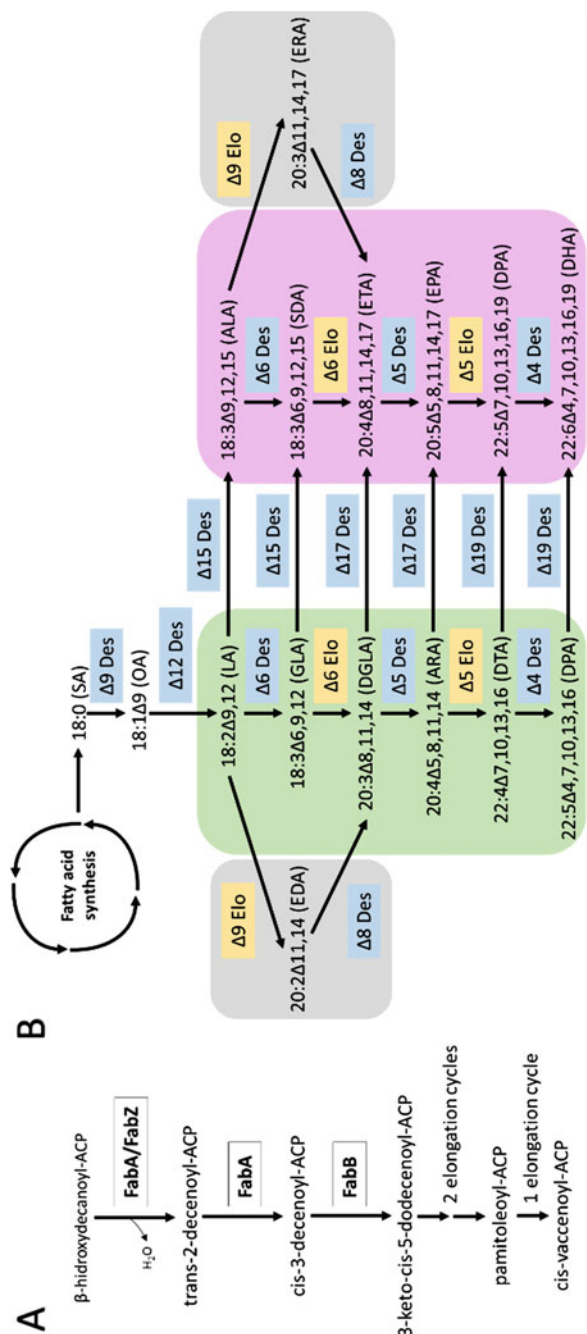 A
β-hidroxydecanoyl-ACP
FabA/FabZ
H₂O
trans-2-decenoyl-ACP
FabA
cis-3-decenoyl-ACP
FabB
β-keto-cis-5-dodecenoyl-ACP
2 elongation cycles
pamitoleoyl-ACP
1 elongation cycle
cis-vaccenoyl-ACP
B
Fatty acid
synthesis
18:0 (SA)
Δ9 Des
18:1Δ9 (OA)
Δ12 Des
Δ15 Des
18:2Δ9,12 (LA)
18:3Δ9,12,15 (ALA)
Δ9 Elo
Δ6 Des
Δ15 Des
Δ6 Des
Δ9 Elo
20:2Δ11,14 (EDA)
18:3Δ6,9,12 (GLA)
18:3Δ6,9,12,15 (SDA)
20:3Δ11,14,17 (ERA)
Δ8 Des
Δ6 Elo
Δ17 Des
Δ6 Elo
Δ8 Des
20:3Δ8,11,14 (DGLA)
20:4Δ8,11,14,17 (ETA)
Δ5 Des
Δ17 Des
Δ5 Des
20:4Δ5,8,11,14 (ARA)
20:5Δ5,8,11,14,17 (EPA)
Δ5 Elo
Δ19 Des
Δ5 Elo
22:4Δ7,10,13,16 (DTA)
22:5Δ7,10,13,16,19 (DPA)
Δ4 Des
Δ19 Des
Δ4 Des
22:5Δ4,7,10,13,16 (DPA)
22:6Δ4,7,10,13,16,19 (DHA)